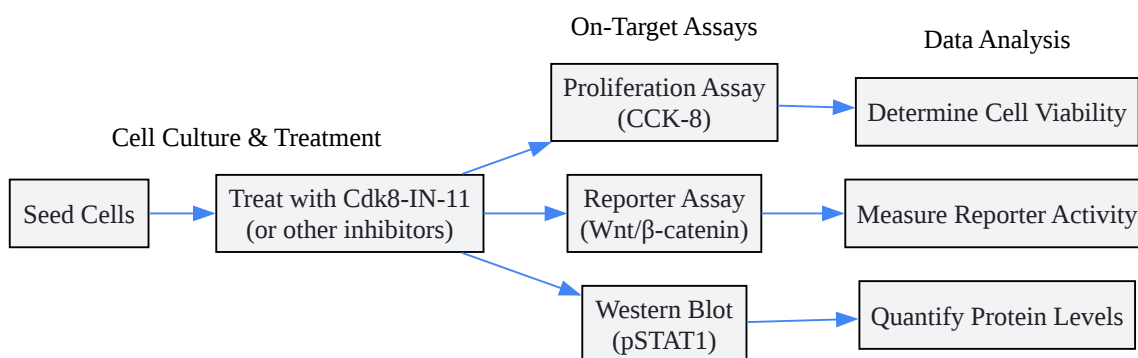 On-Target Assays
Data Analysis
Proliferation Assay
(CCK-8)
Determine Cell Viability
Cell Culture & Treatment
Seed Cells
Treat with Cdk8-IN-11
(or other inhibitors)
Reporter Assay
(Wnt/β-catenin)
Measure Reporter Activity
Western Blot
(pSTAT1)
Quantify Protein Levels